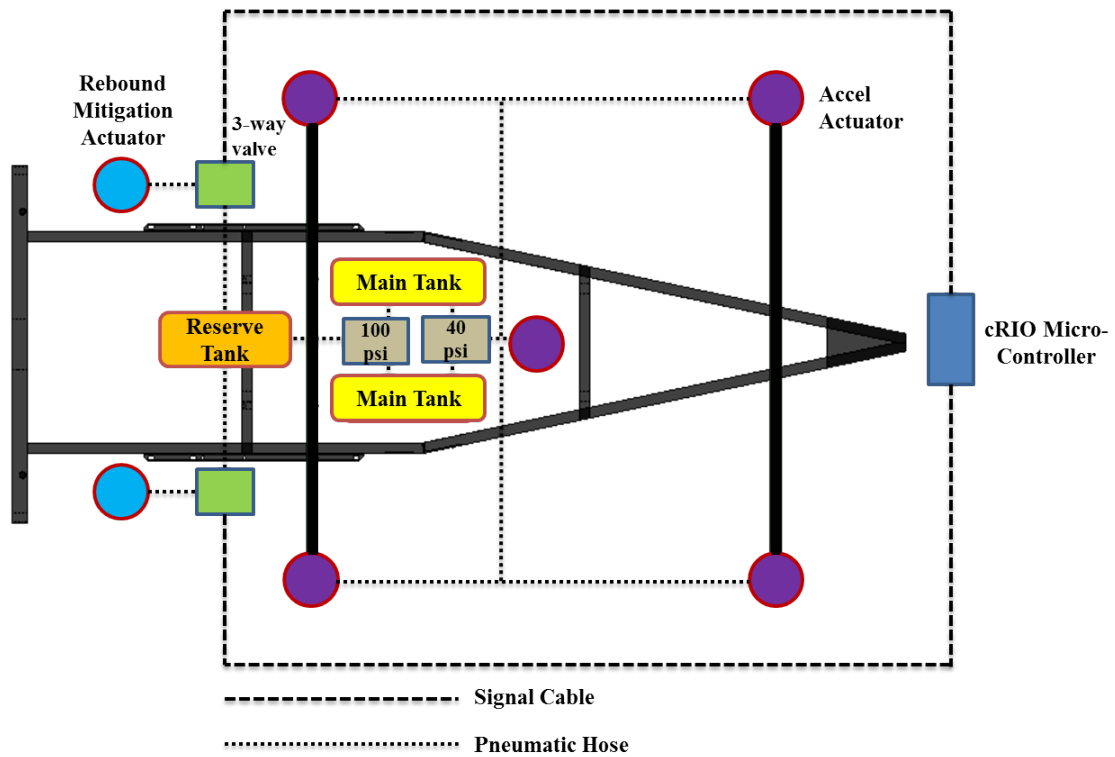 Rebound
Mitigation
Actuator
3-way
valve
Accel
Actuator
Main Tank
Reserve
Tank
100
psi
40
psi
cRIO Micro-
Controller
Main Tank
Signal Cable
Pneumatic Hose